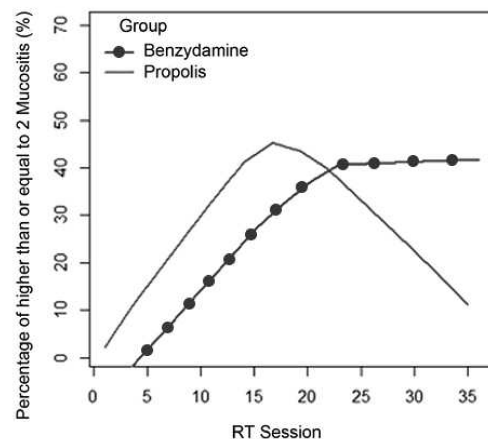 Percentage of higher than or equal to 2 Mucositis (%)
70
60
50
40
30
20
10
0
Group
Benzydamine
Propolis
0 5 10 15 20 25 30 35
RT Session